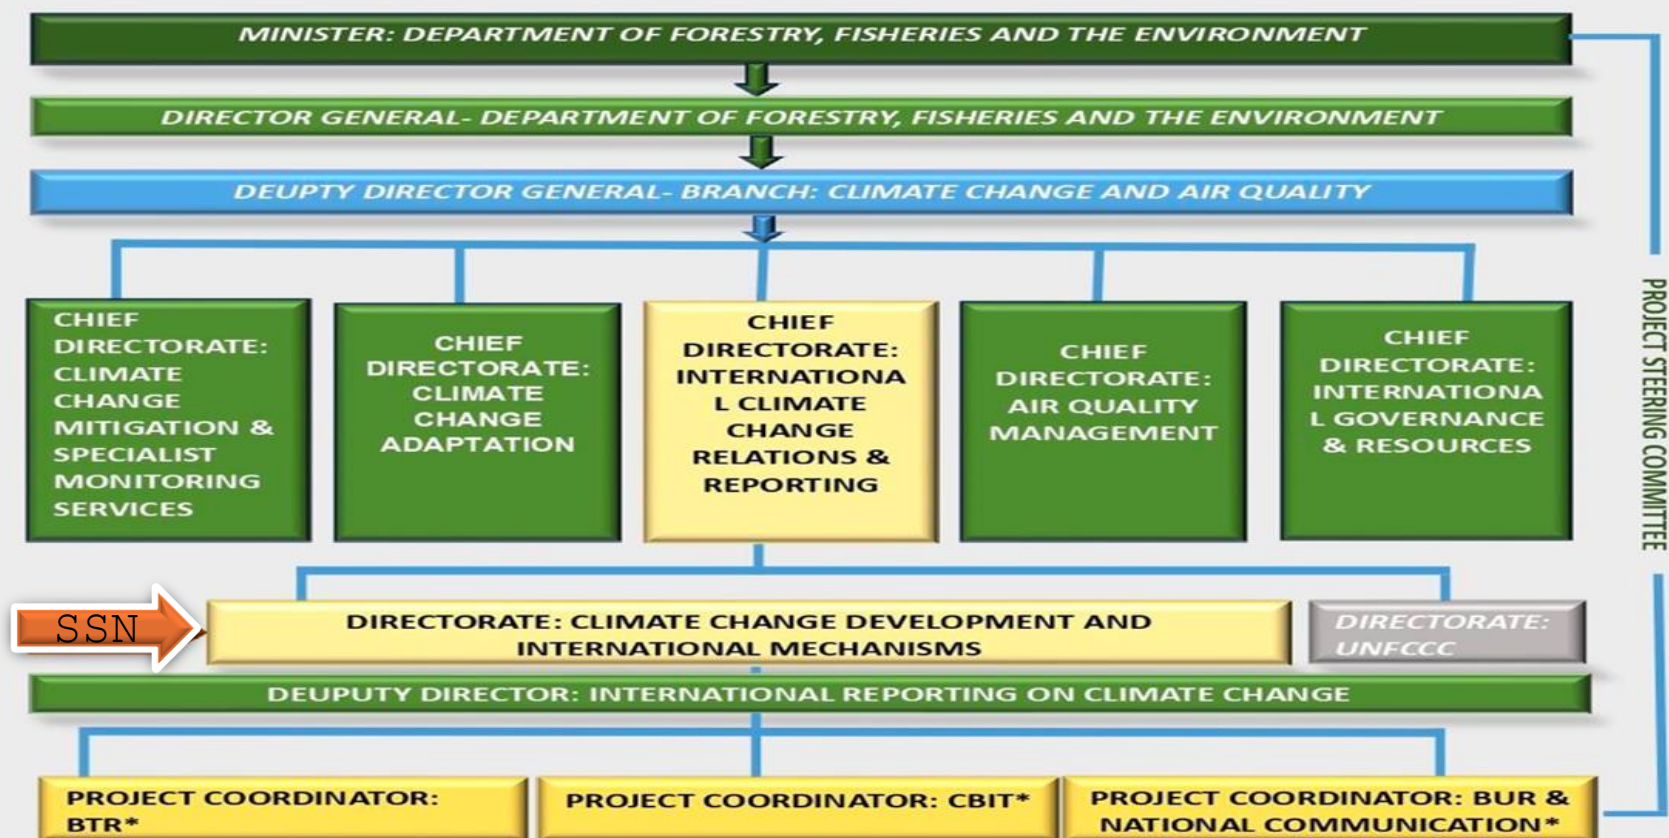 MINISTER: DEPARTMENT OF FORESTRY, FISHERIES AND THE ENVIRONMENT
DIRECTOR GENERAL- DEPARTMENT OF FORESTRY, FISHERIES AND THE ENVIRONMENT
DEUPTY DIRECTOR GENERAL- BRANCH: CLIMATE CHANGE AND AIR QUALITY
CHIEF
DIRECTORATE:
CLIMATE
CHANGE
MITIGATION &
SPECIALIST
MONITORING
SERVICES
CHIEF
DIRECTORATE:
CLIMATE
CHANGE
ADAPTATION
CHIEF
DIRECTORATE:
INTERNATIONA
L CLIMATE
CHANGE
RELATIONS &
REPORTING
CHIEF
DIRECTORATE:
AIR QUALITY
MANAGEMENT
CHIEF
DIRECTORATE:
INTERNATIONA
L GOVERNANCE
& RESOURCES
PROJECT STEERING COMMITTEE
SSN
DIRECTORATE: CLIMATE CHANGE DEVELOPMENT AND
INTERNATIONAL MECHANISMS
DIRECTORATE:
UNFCCC
DEUPUTY DIRECTOR: INTERNATIONAL REPORTING ON CLIMATE CHANGE
PROJECT COORDINATOR:
BTR*
PROJECT COORDINATOR: CBIT*
PROJECT COORDINATOR: BUR &
NATIONAL COMMUNICATION*